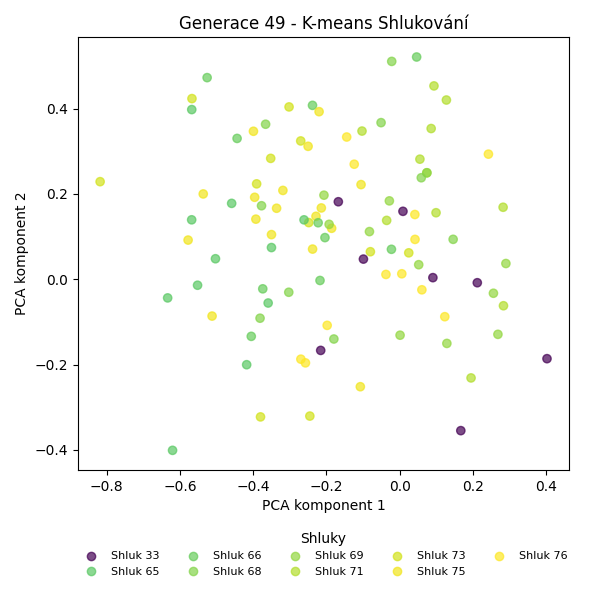 Generace 49 - K-means Shlukování
PCA komponent 2
0.4
0.2
0.0
−0.2
−0.4
−0.8 −0.6 −0.4 −0.2 0.0 0.2 0.4
PCA komponent 1
Shluky
Shluk 33 Shluk 66 Shluk 69 Shluk 73 Shluk 76
Shluk 65 Shluk 68 Shluk 71 Shluk 75